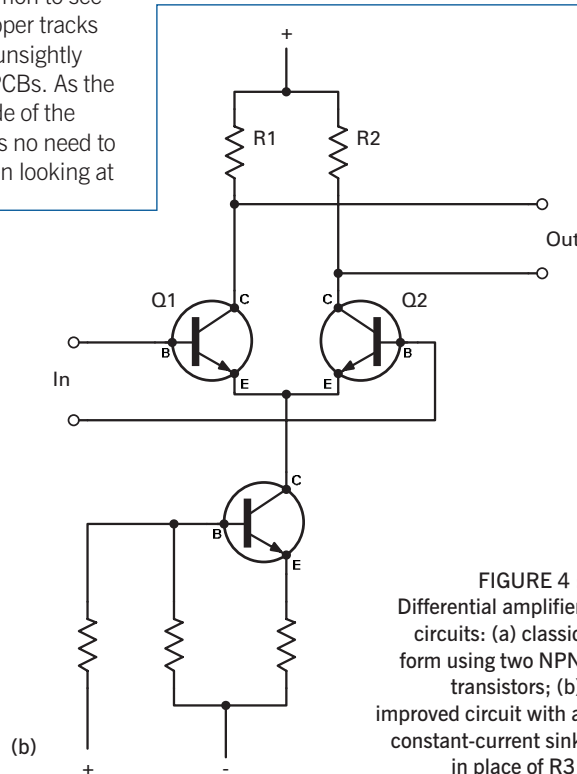 mon to see
oper tracks
unsightly
PCBs. As the
de of the
s no need to
n looking at
+
R1
R2
Out
Q1
C
C
Q2
B
B
In
E
E
C
B
E
FIGURE 4
Differential amplifier
circuits: (a) classic
form using two NPN
transistors; (b)
improved circuit with a
constant-current sink
in place of R3
(b)
+
-